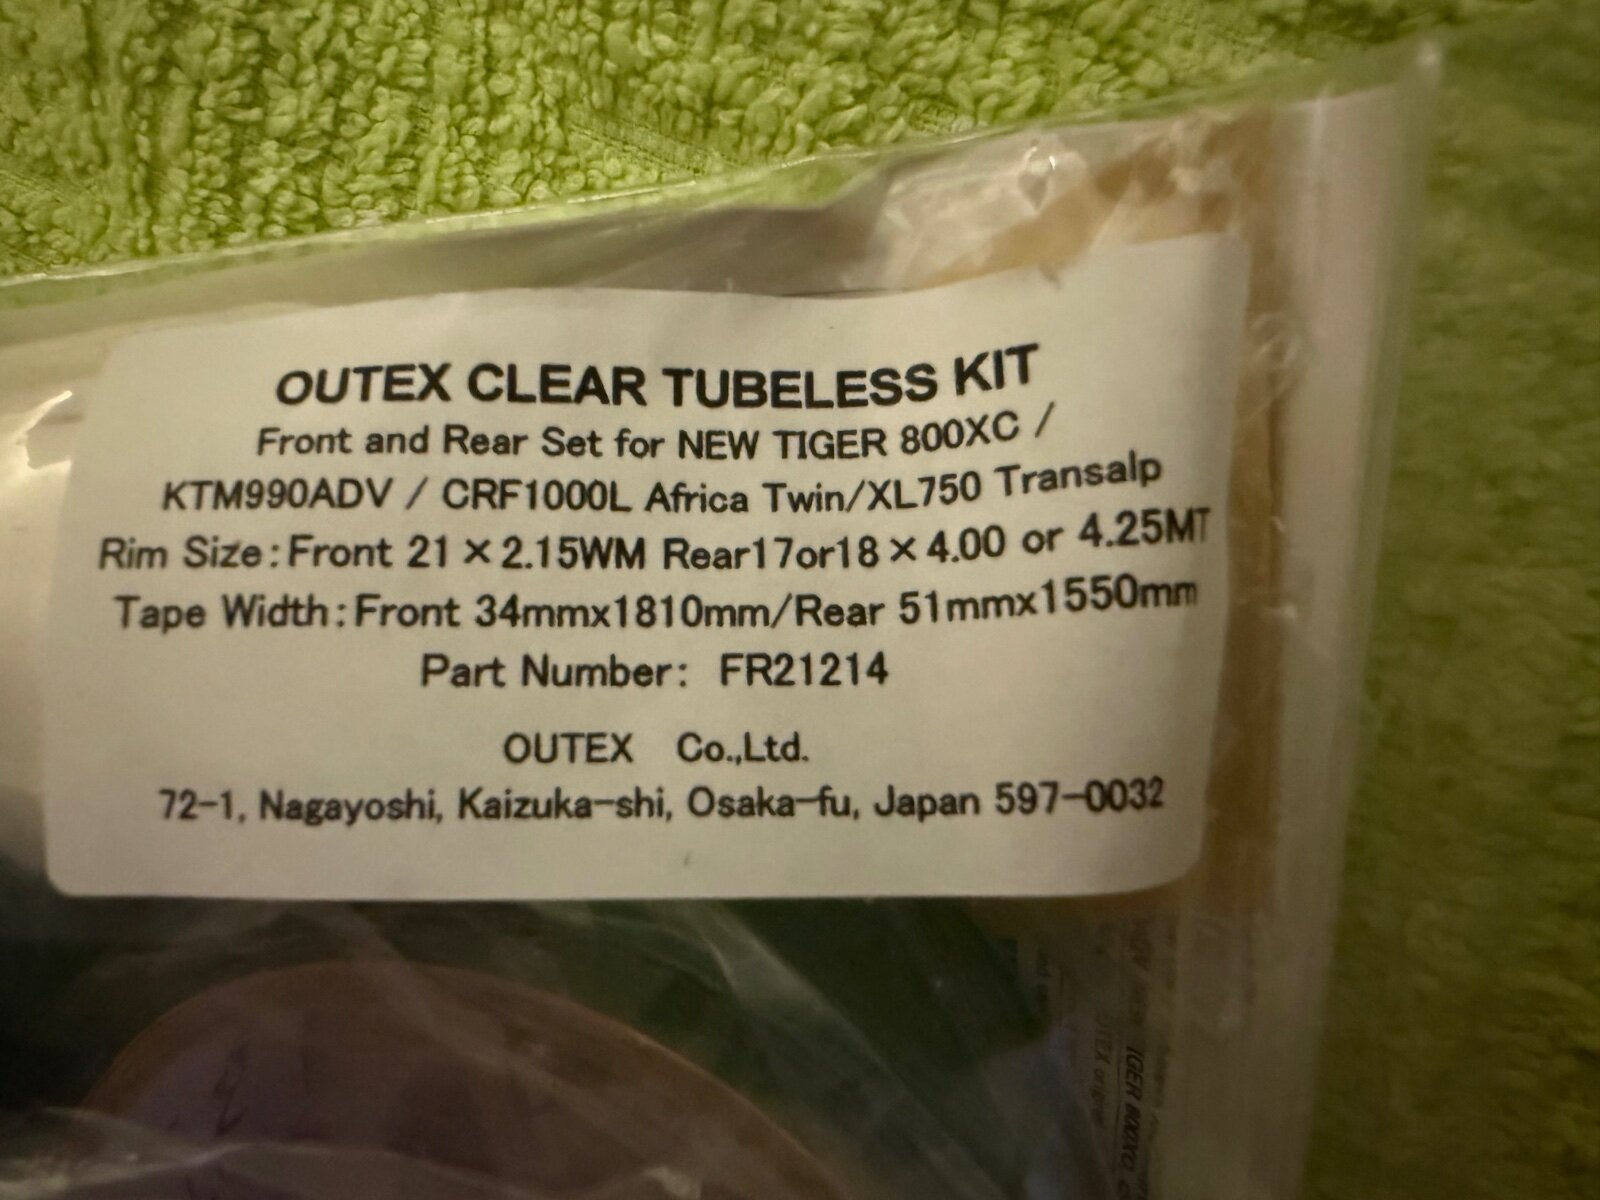 OUTEX CLEAR TUBELESS KIT
Front and Rear Set for NEW TIGER 800XC /
KTM990ADV / CRF1000L Africa Twin/XL750 Transalp
Rim Size:Front 21×2.15WM Rear17or18×4.00 or 4.25MT
Tape Width:Front 34mmx1810mm/Rear 51mmx1550mm
Part Number: FR21214
OUTEX Co.,Ltd.
72-1, Nagayoshi, Kaizuka-shi, Osaka-fu, Japan 597-0032
TIGER 800XC